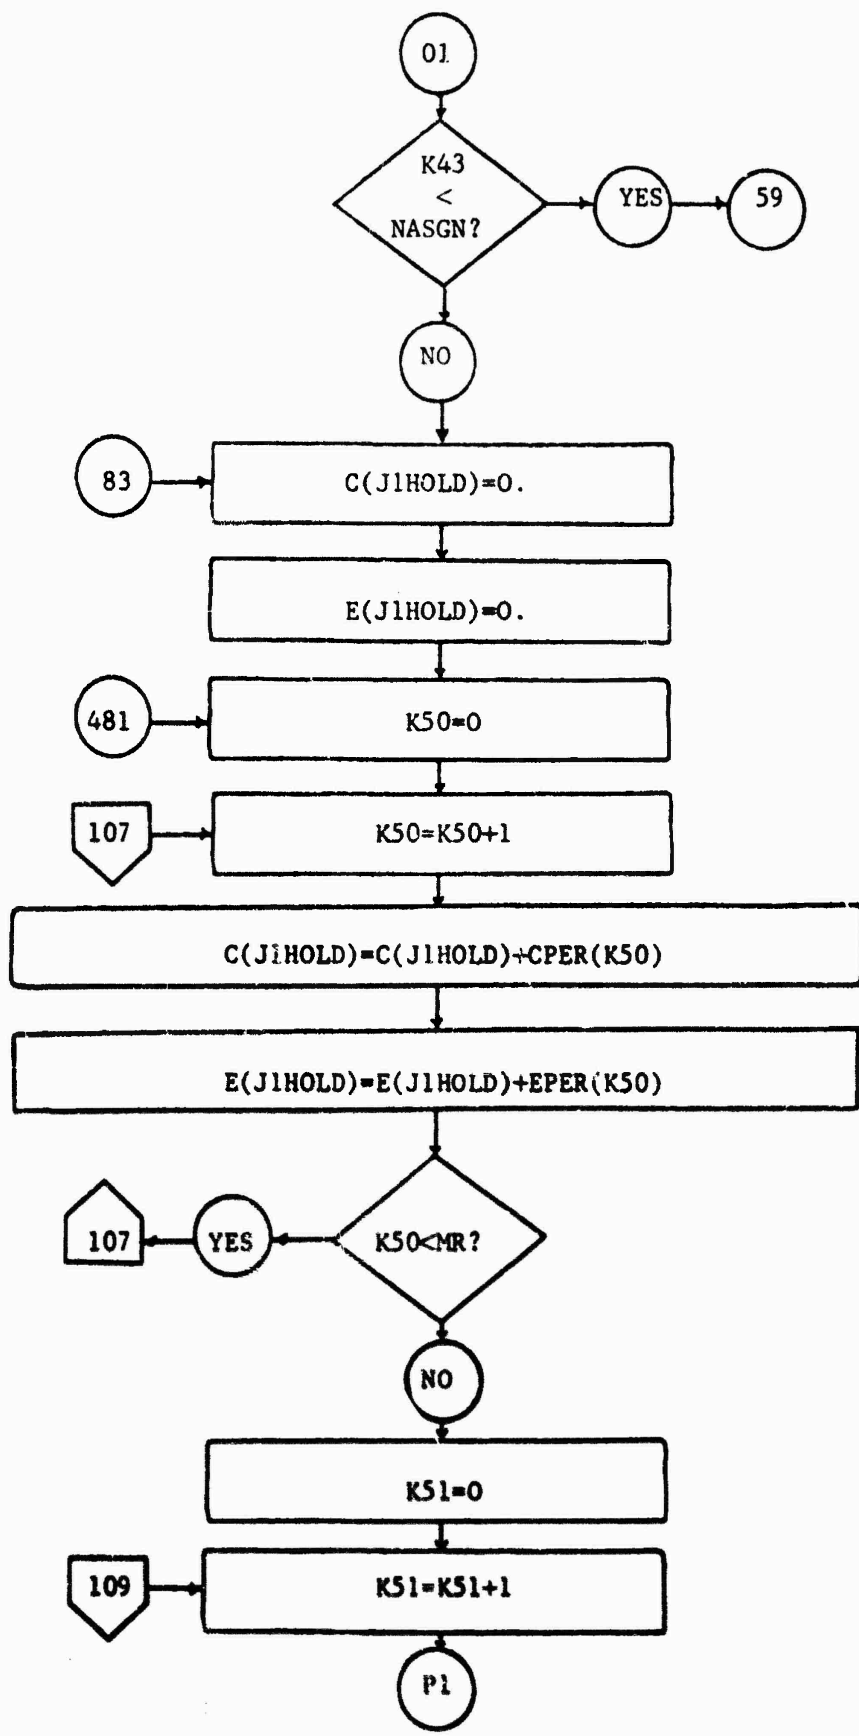 01
K43
<
NASGN?
YES
59
NO
83
C(J1HOLD)=0.
E(J1HOLD)=0.
481
K50=0
107
K50=K50+1
C(J1HOLD)=C(J1HOLD)+CPER(K50)
E(J1HOLD)=E(J1HOLD)+EPER(K50)
107
YES
K50<MR?
NO
K51=0
109
K51=K51+1
P1